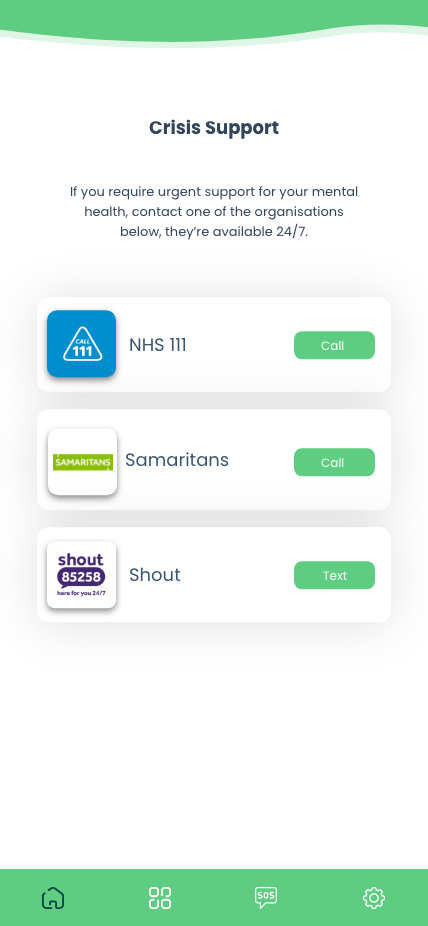 Crisis Support
If you require urgent support for your mental
health, contact one of the organisations
below, they’re available 24/7.
CALL
111
NHS 111
Call
SAMARITANS
Samaritans
Call
shout
85258
here for you 24/7
Shout
Text
SOS